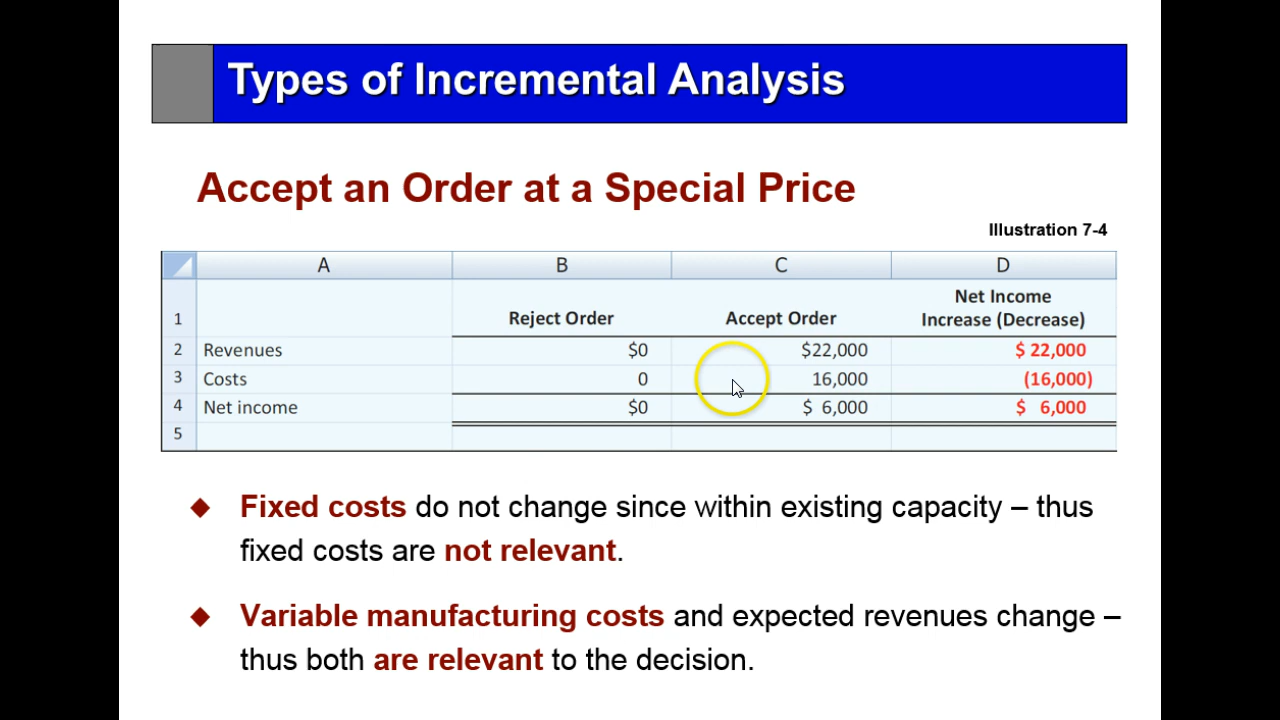 Types of Incremental Analysis
Accept an Order at a Special Price
Illustration 7-4
A B C D
1 Reject Order Accept Order Net Income Increase (Decrease)
2 Revenues $0 $22,000 $ 22,000
3 Costs 0 16,000 (16,000)
4 Net income $0 $ 6,000 $ 6,000
5
◆ Fixed costs do not change since within existing capacity – thus
fixed costs are not relevant.
◆ Variable manufacturing costs and expected revenues change –
thus both are relevant to the decision.